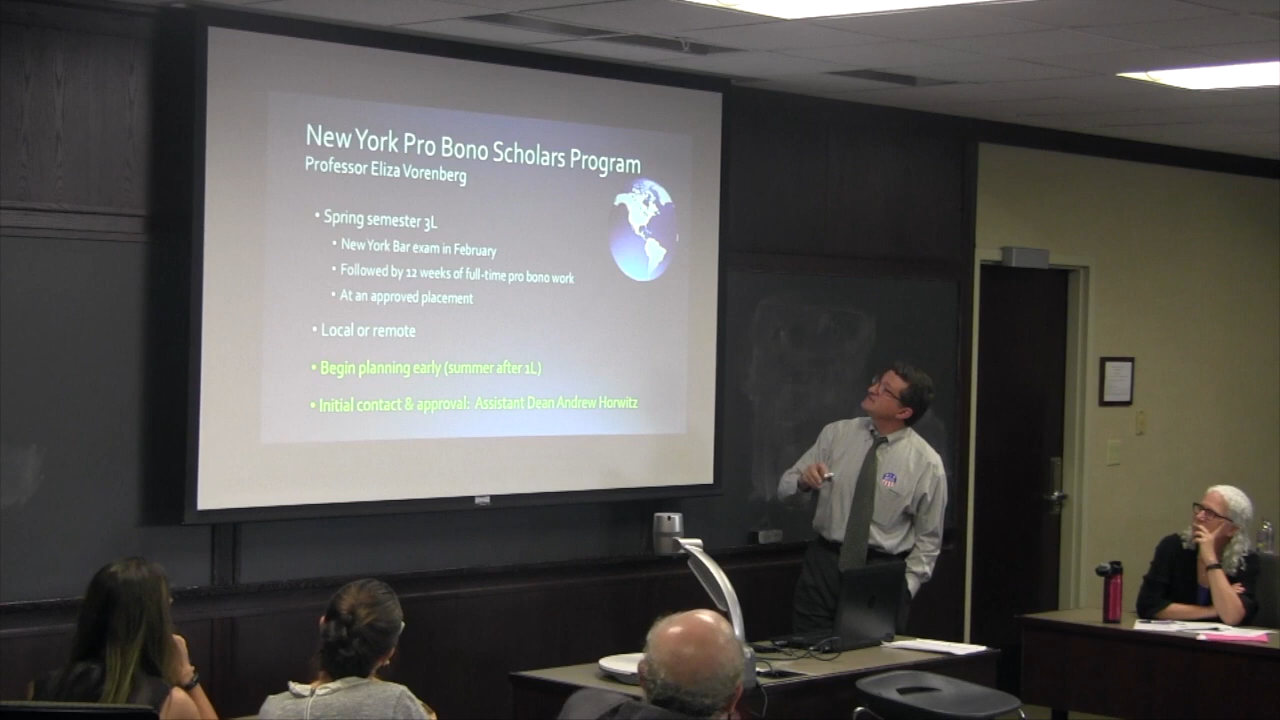 New York Pro Bono Scholars Program
Professor Eliza Vorenberg
• Spring semester 3L
• New York Bar exam in February
• Followed by 12 weeks of full-time pro bono work
• At an approved placement
• Local or remote
• Begin planning early (summer after 1L)
• Initial contact & approval: Assistant Dean Andrew Horwitz